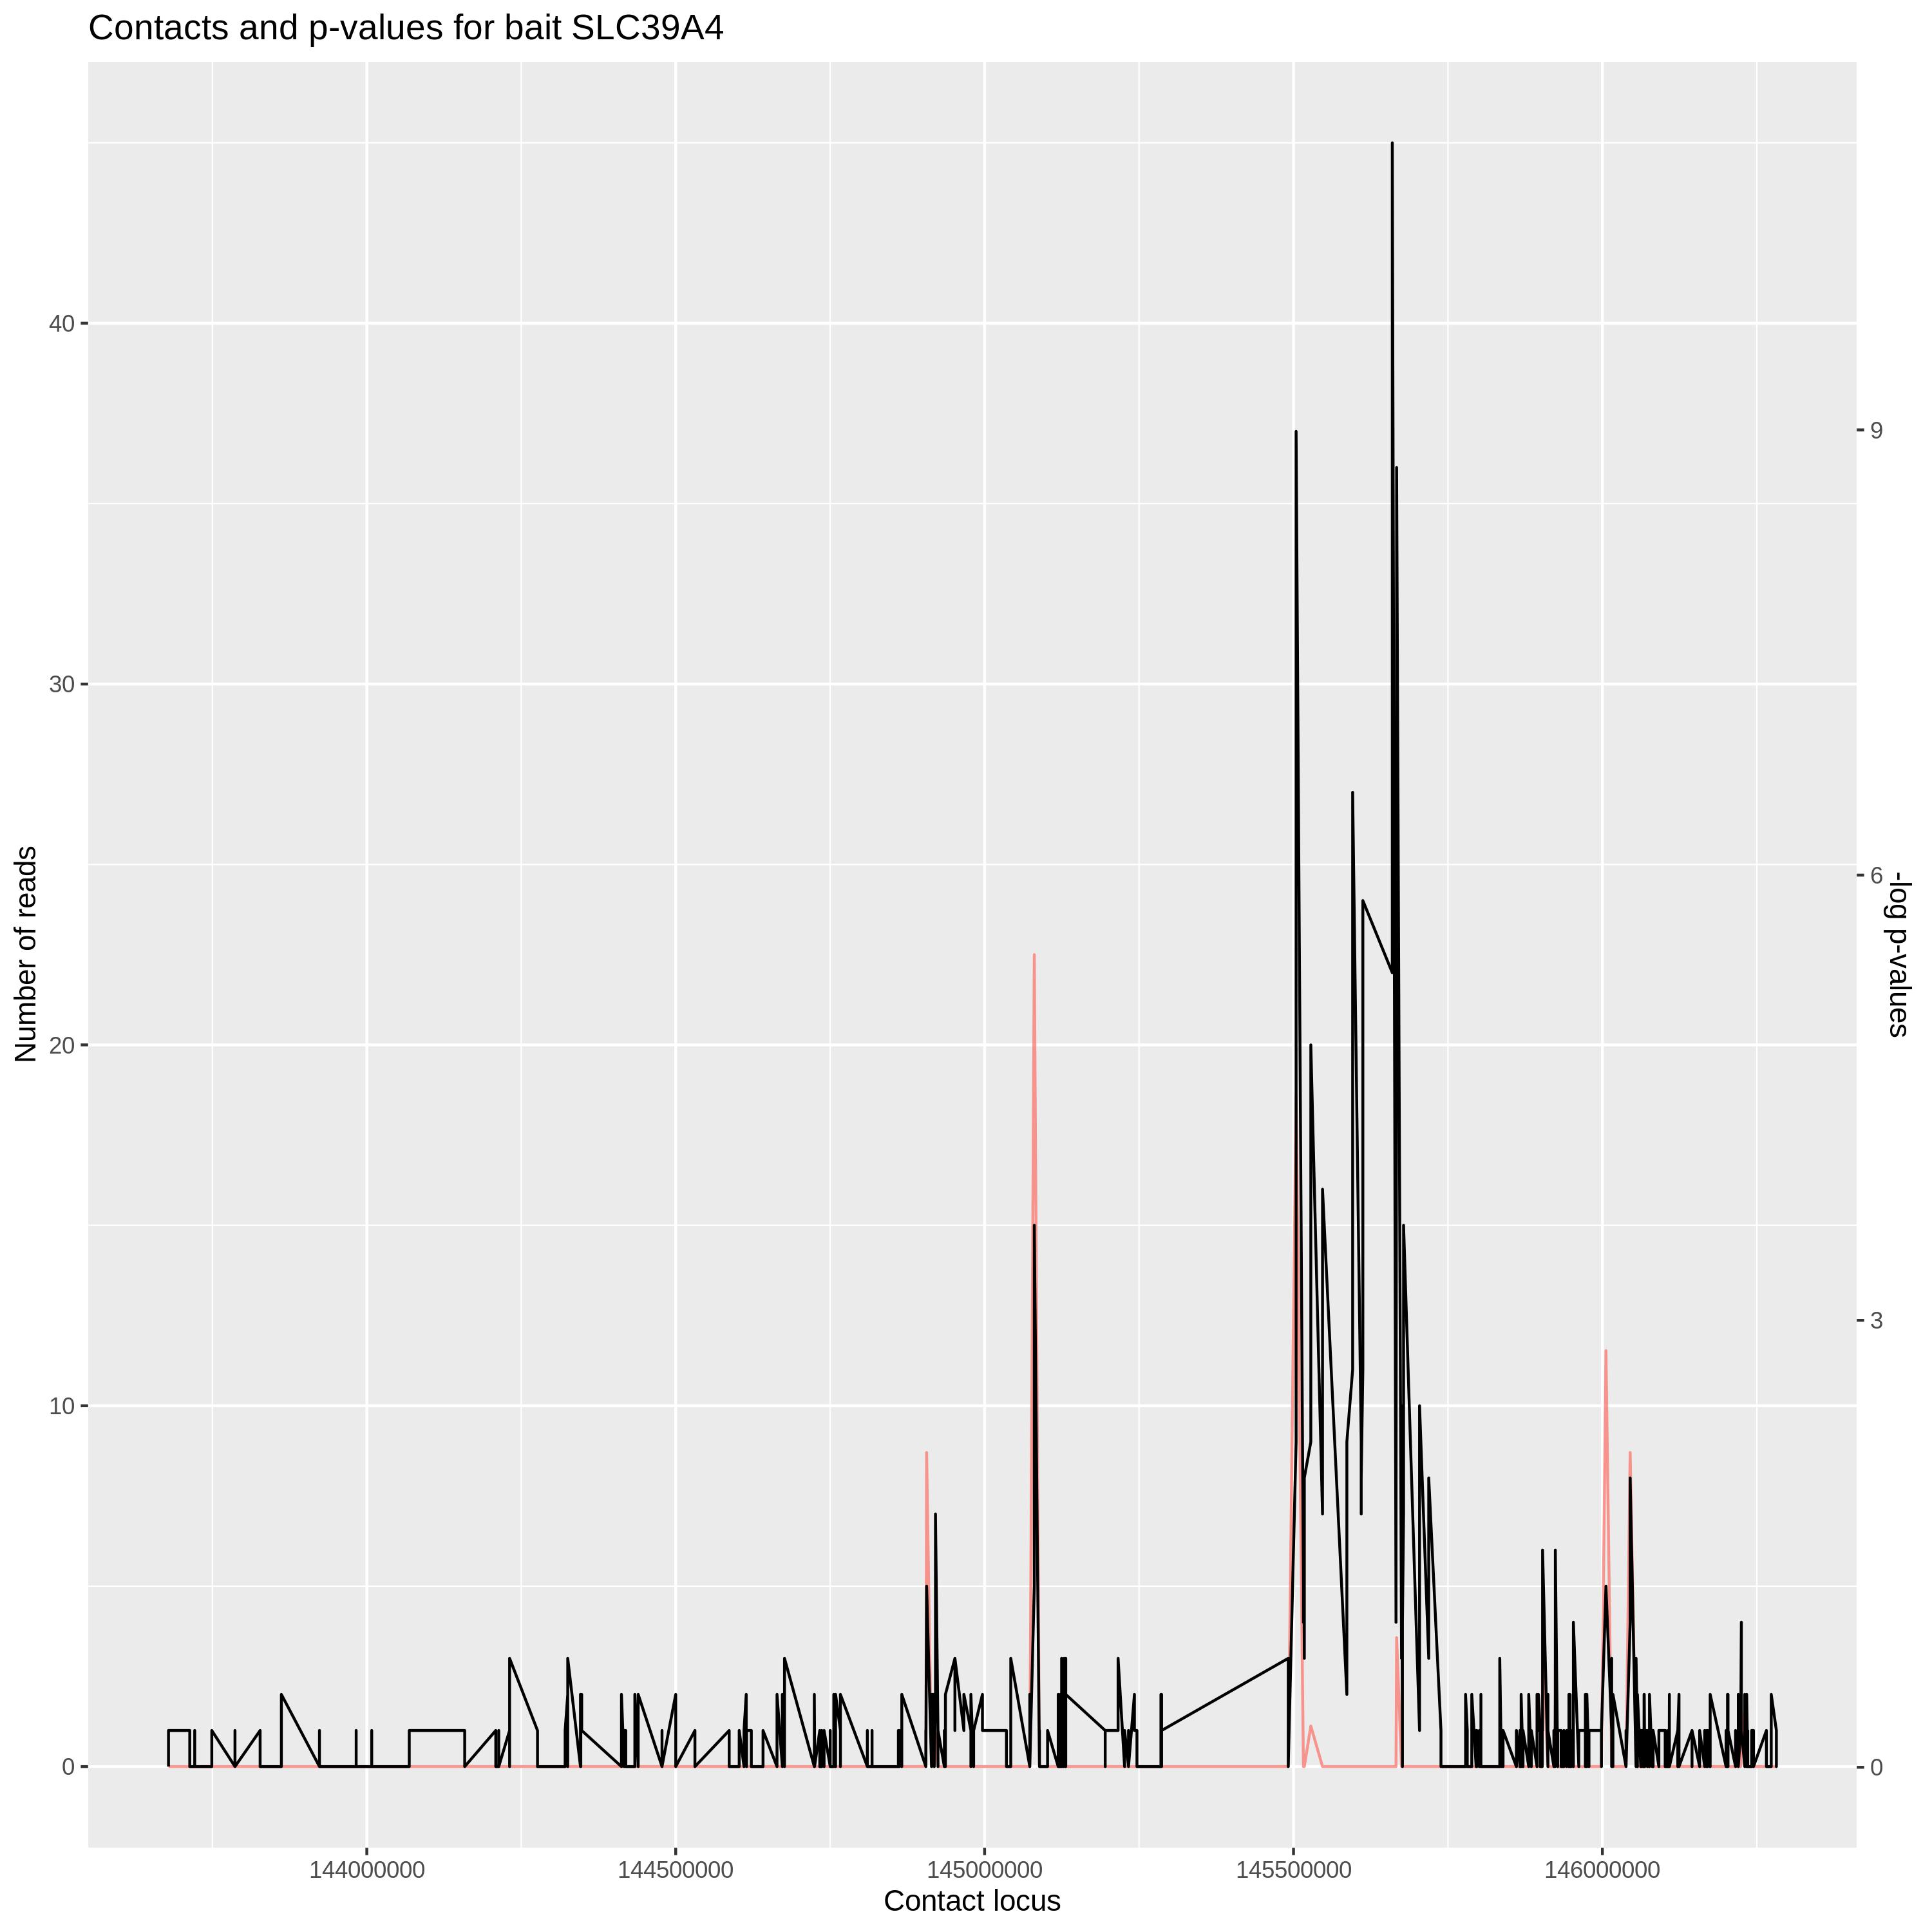 Contacts and p-values for bait SLC39A4
Number of reads
40
30
20
10
0
9
6
3
0
-log p-values
144000000 144500000 145000000 145500000 146000000
Contact locus